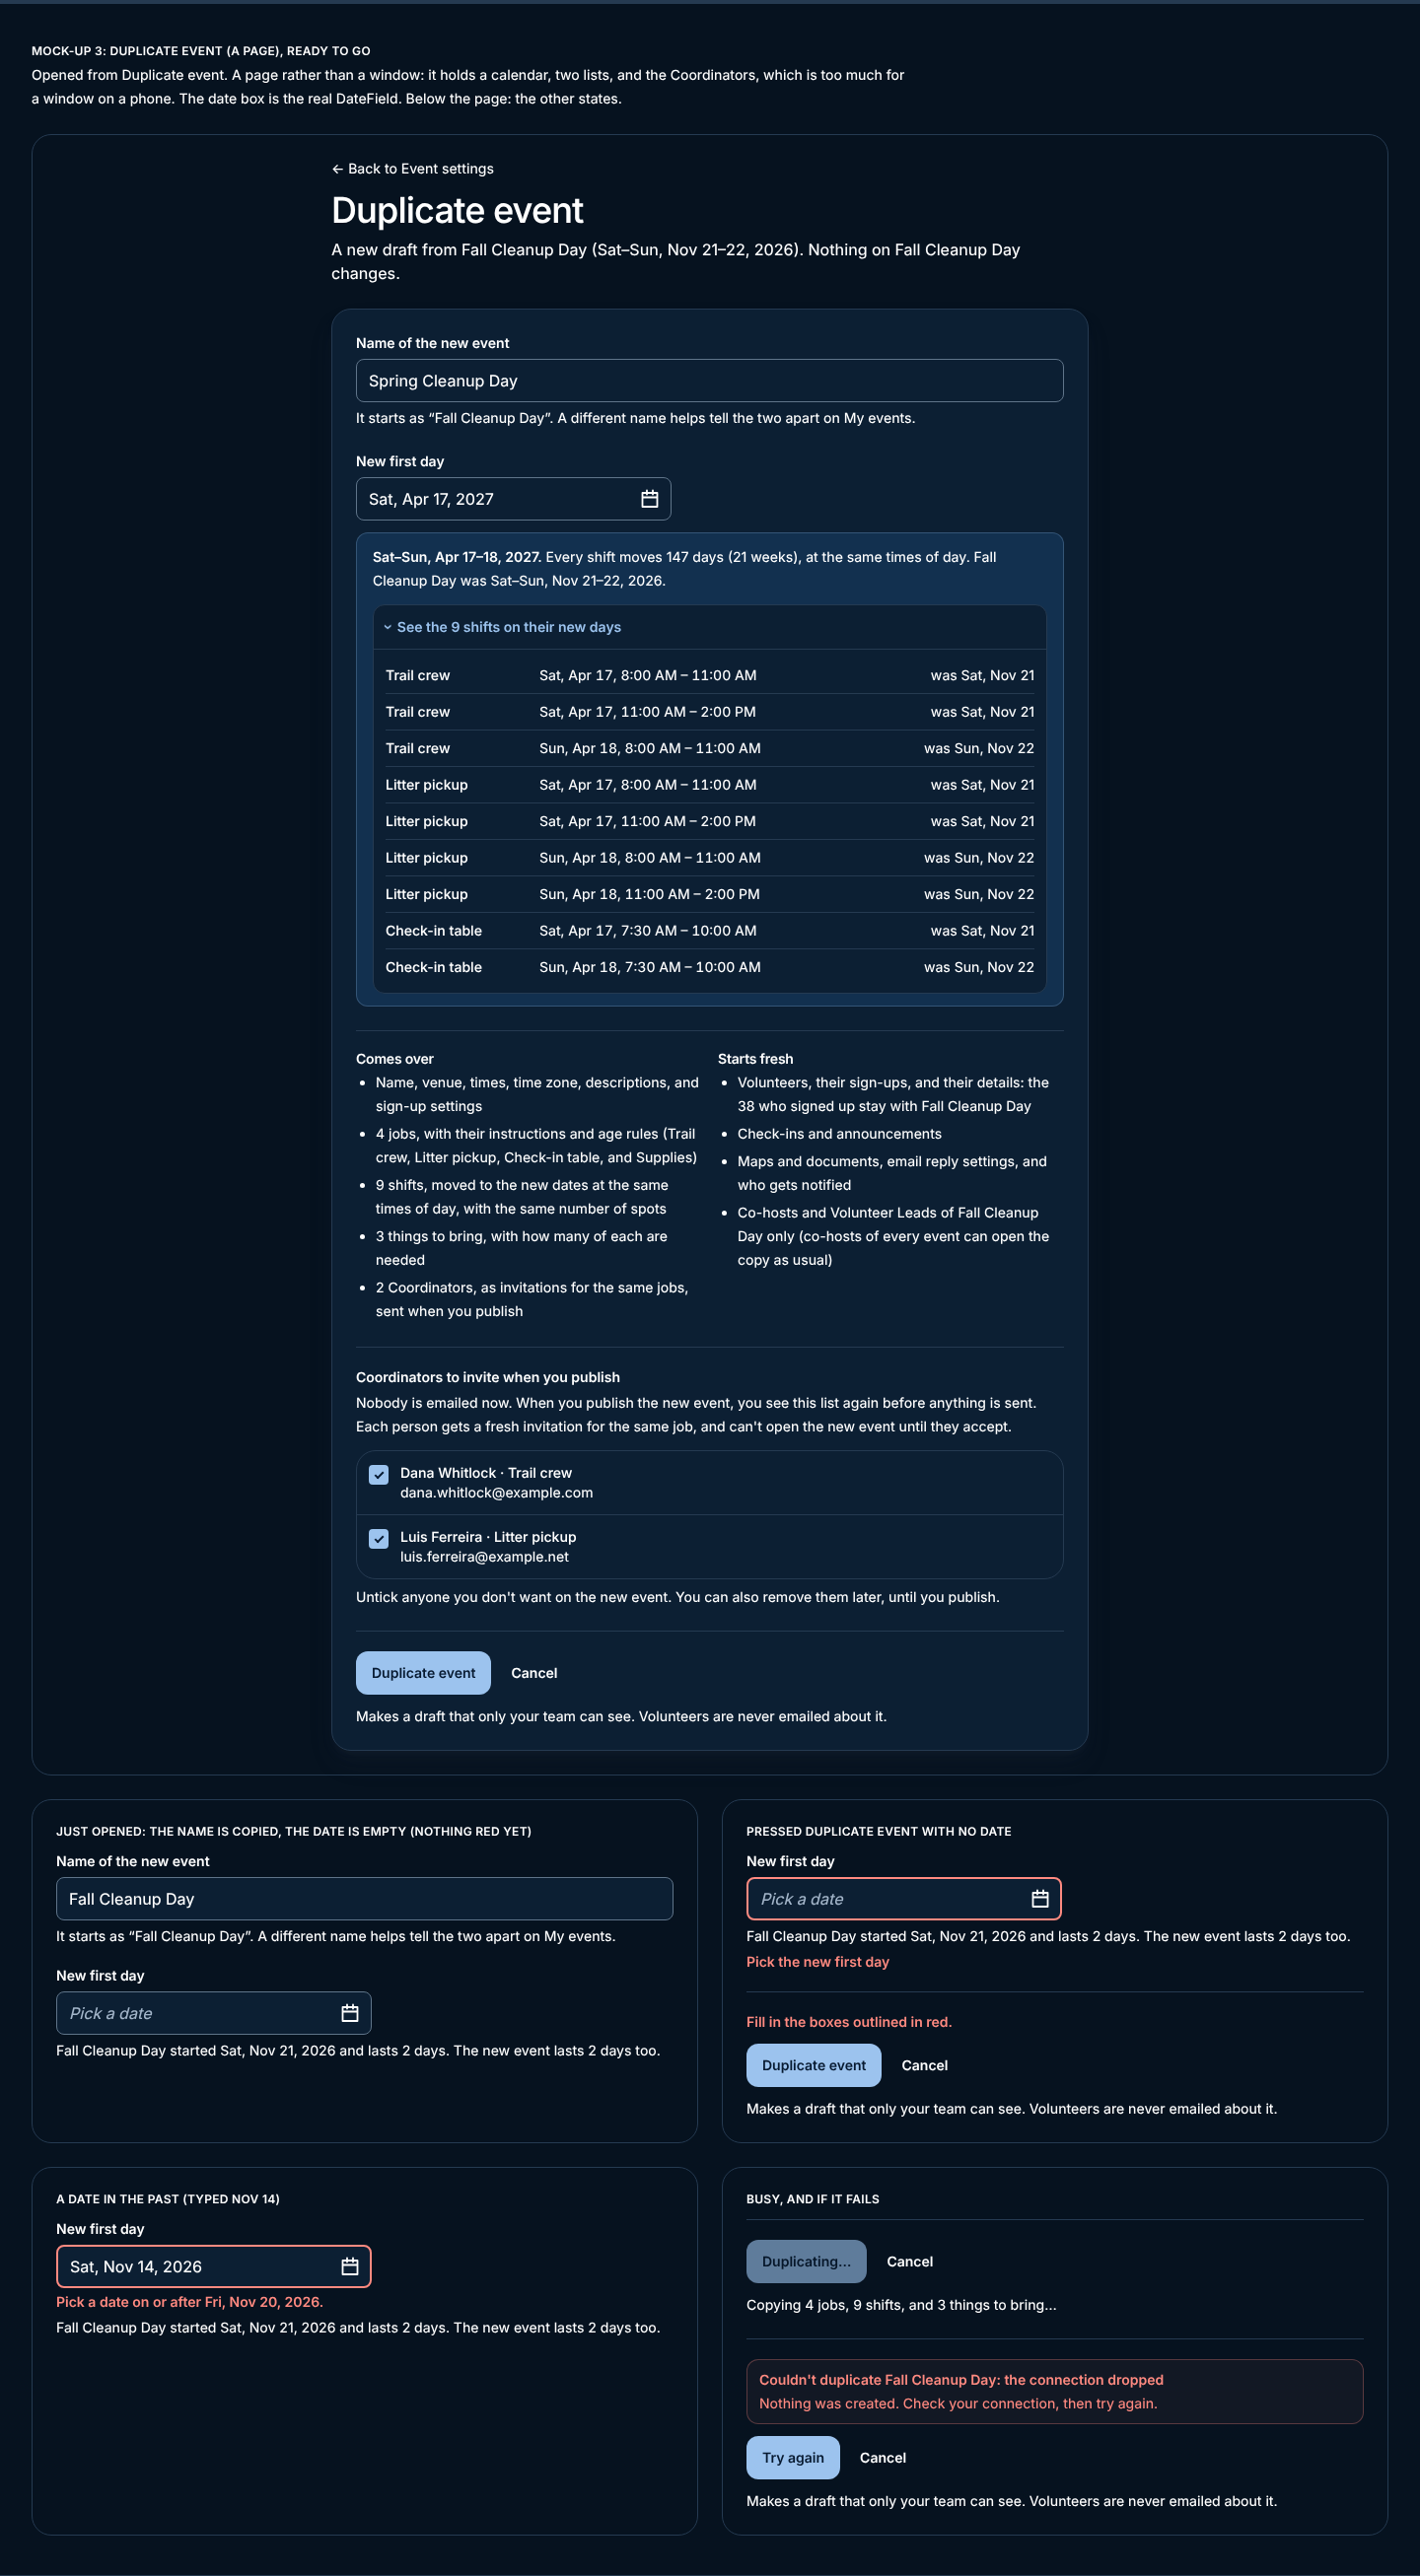 MOCK-UP 3: DUPLICATE EVENT (A PAGE), READY TO GO
Opened from Duplicate event. A page rather than a window: it holds a calendar, two lists, and the Coordinators, which is too much for
a window on a phone. The date box is the real DateField. Below the page: the other states.
← Back to Event settings
Duplicate event
A new draft from Fall Cleanup Day (Sat–Sun, Nov 21–22, 2026). Nothing on Fall Cleanup Day
changes.
Name of the new event
Spring Cleanup Day
It starts as “Fall Cleanup Day”. A different name helps tell the two apart on My events.
New first day
Sat, Apr 17, 2027
Sat–Sun, Apr 17–18, 2027. Every shift moves 147 days (21 weeks), at the same times of day. Fall
Cleanup Day was Sat–Sun, Nov 21–22, 2026.
See the 9 shifts on their new days
Trail crew Sat, Apr 17, 8:00 AM – 11:00 AM was Sat, Nov 21
Trail crew Sat, Apr 17, 11:00 AM – 2:00 PM was Sat, Nov 21
Trail crew Sun, Apr 18, 8:00 AM – 11:00 AM was Sun, Nov 22
Litter pickup Sat, Apr 17, 8:00 AM – 11:00 AM was Sat, Nov 21
Litter pickup Sat, Apr 17, 11:00 AM – 2:00 PM was Sat, Nov 21
Litter pickup Sun, Apr 18, 8:00 AM – 11:00 AM was Sun, Nov 22
Litter pickup Sun, Apr 18, 11:00 AM – 2:00 PM was Sun, Nov 22
Check-in table Sat, Apr 17, 7:30 AM – 10:00 AM was Sat, Nov 21
Check-in table Sun, Apr 18, 7:30 AM – 10:00 AM was Sun, Nov 22
Comes over
• Name, venue, times, time zone, descriptions, and
sign-up settings
• 4 jobs, with their instructions and age rules (Trail
crew, Litter pickup, Check-in table, and Supplies)
• 9 shifts, moved to the new dates at the same
times of day, with the same number of spots
• 3 things to bring, with how many of each are
needed
• 2 Coordinators, as invitations for the same jobs,
sent when you publish
Starts fresh
• Volunteers, their sign-ups, and their details: the
38 who signed up stay with Fall Cleanup Day
• Check-ins and announcements
• Maps and documents, email reply settings, and
who gets notified
• Co-hosts and Volunteer Leads of Fall Cleanup
Day only (co-hosts of every event can open the
copy as usual)
Coordinators to invite when you publish
Nobody is emailed now. When you publish the new event, you see this list again before anything is sent.
Each person gets a fresh invitation for the same job, and can't open the new event until they accept.
Dana Whitlock · Trail crew
dana.whitlock@example.com
Luis Ferreira · Litter pickup
luis.ferreira@example.net
Untick anyone you don't want on the new event. You can also remove them later, until you publish.
Duplicate event Cancel
Makes a draft that only your team can see. Volunteers are never emailed about it.
JUST OPENED: THE NAME IS COPIED, THE DATE IS EMPTY (NOTHING RED YET)
Name of the new event
Fall Cleanup Day
It starts as “Fall Cleanup Day”. A different name helps tell the two apart on My events.
New first day
Pick a date
Fall Cleanup Day started Sat, Nov 21, 2026 and lasts 2 days. The new event lasts 2 days too.
PRESSED DUPLICATE EVENT WITH NO DATE
New first day
Pick a date
Fall Cleanup Day started Sat, Nov 21, 2026 and lasts 2 days. The new event lasts 2 days too.
Pick the new first day
Fill in the boxes outlined in red.
Duplicate event Cancel
Makes a draft that only your team can see. Volunteers are never emailed about it.
A DATE IN THE PAST (TYPED NOV 14)
New first day
Sat, Nov 14, 2026
Pick a date on or after Fri, Nov 20, 2026.
Fall Cleanup Day started Sat, Nov 21, 2026 and lasts 2 days. The new event lasts 2 days too.
BUSY, AND IF IT FAILS
Duplicating... Cancel
Copying 4 jobs, 9 shifts, and 3 things to bring...
Couldn't duplicate Fall Cleanup Day: the connection dropped
Nothing was created. Check your connection, then try again.
Try again Cancel
Makes a draft that only your team can see. Volunteers are never emailed about it.